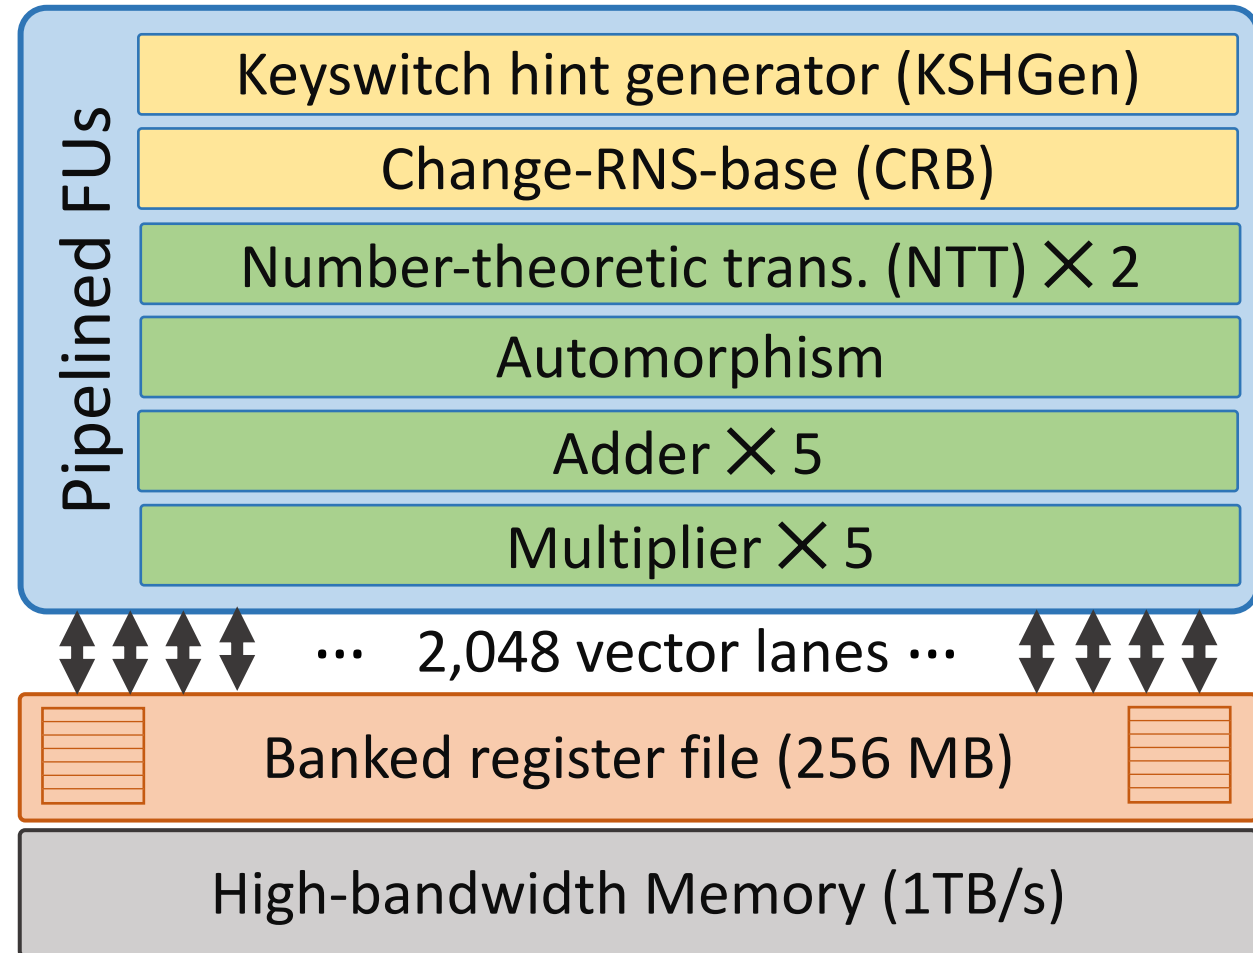 Pipelined FUs
Keyswitch hint generator (KSHGen)
Change-RNS-base (CRB)
Number-theoretic trans. (NTT) × 2
Automorphism
Adder × 5
Multiplier × 5
... 2,048 vector lanes ...
Banked register file (256 MB)
High-bandwidth Memory (1TB/s)